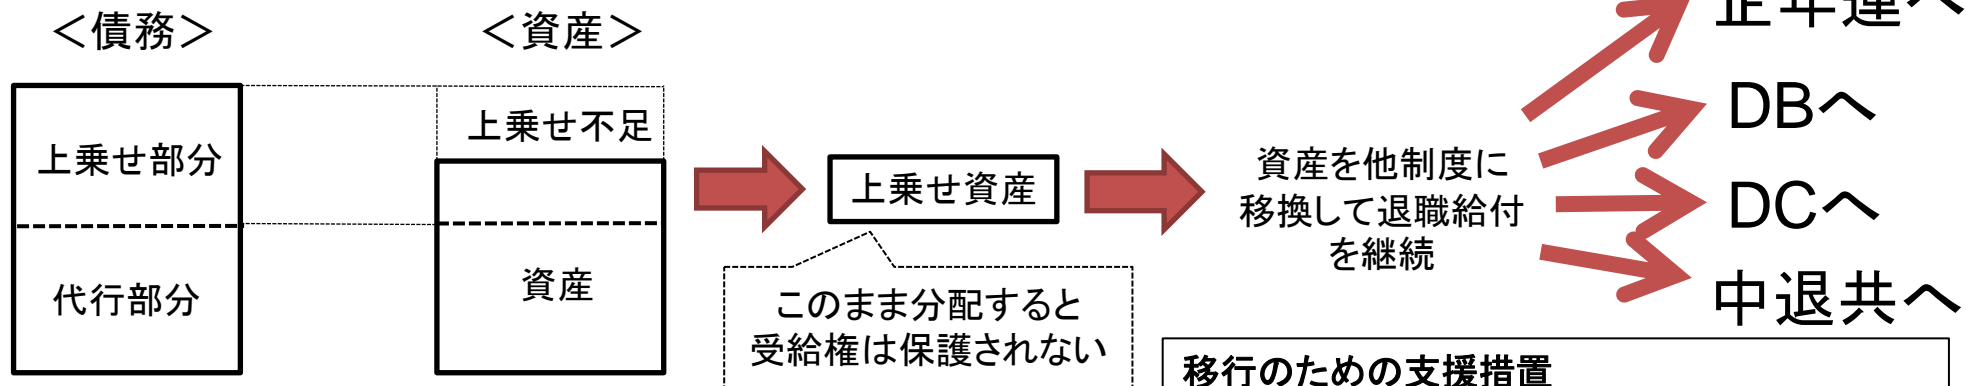 ＜債務＞
＜資産＞
上乗せ部分
代行部分
上乗せ不足
資産
上乗せ資産
このまま分配すると
受給権は保護されない
資産を他制度に
移換して退職給付
を継続
DBへ
DCへ
中退共へ
移行のための支援措置